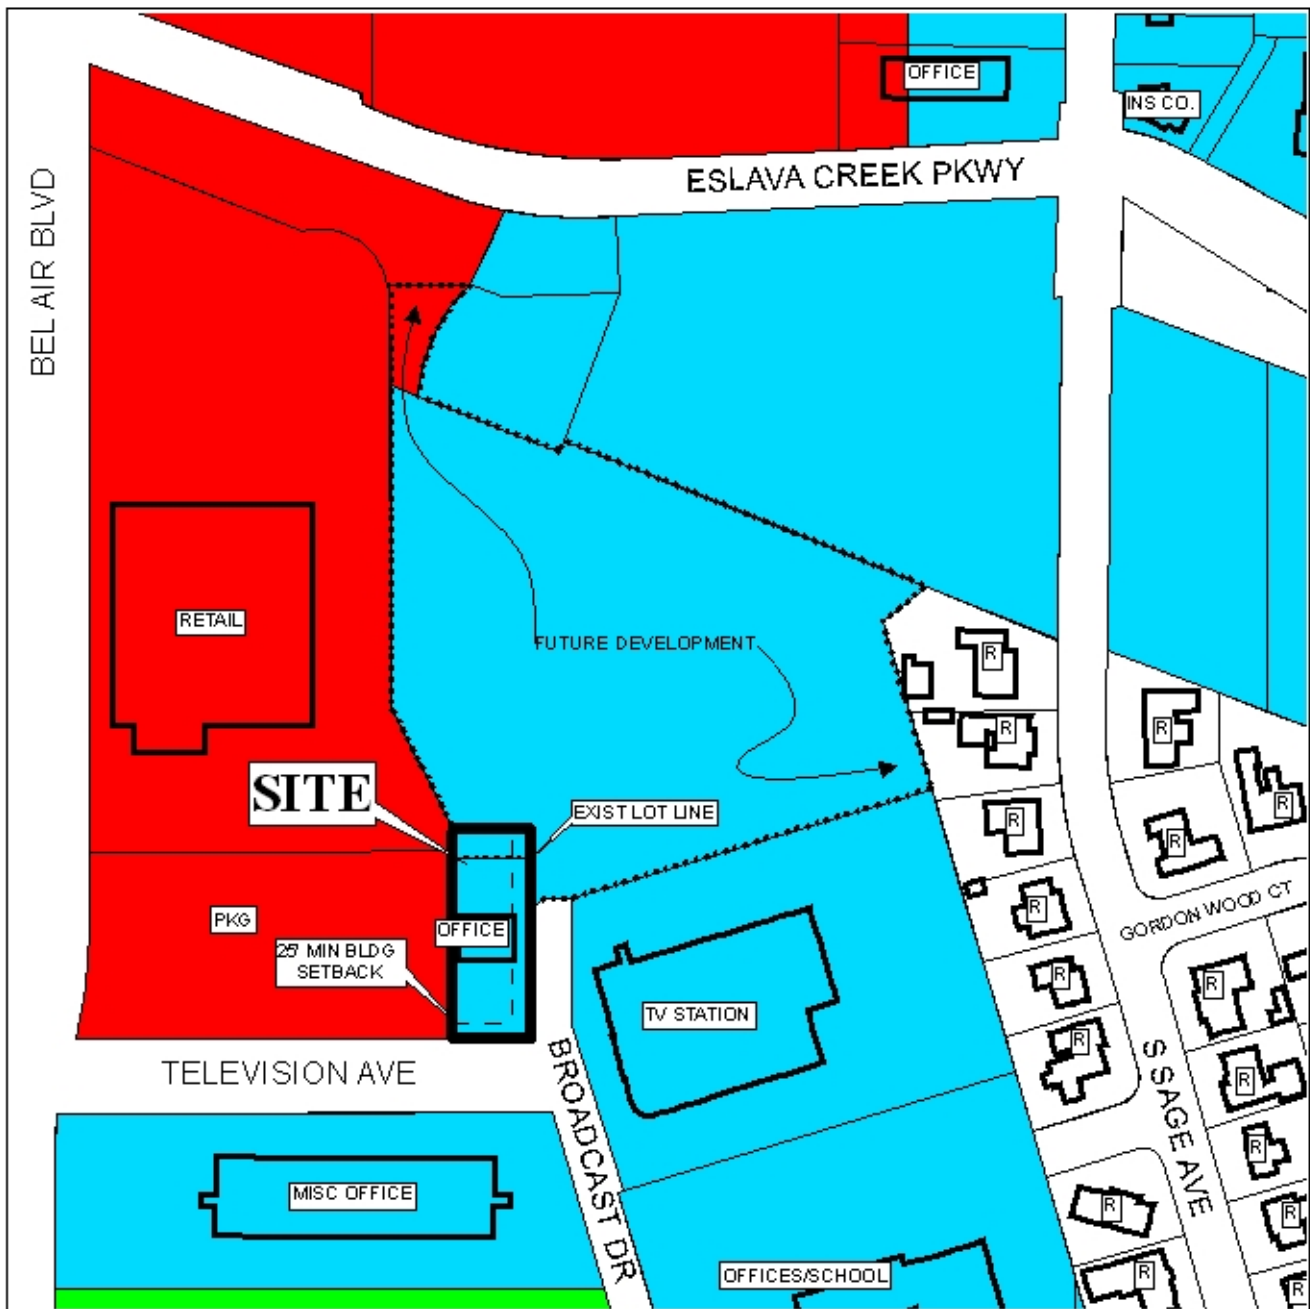 OFFICE
INS CO.
ESLAVA CREEK PKWY
BEL AIR BLVD
RETAIL
FUTURE DEVELOPMENT
R
R
R
SITE
EXIST LOT LINE
R
R
R
R
PKG
OFFICE
25' MIN BLDG
SETBACK
GORDON WOOD CT
R
R
TV STATION
R
TELEVISION AVE
BROADCAST DR
S SAGE AVE
R
R
MISC OFFICE
R
R
OFFICES/SCHOOL
R
R